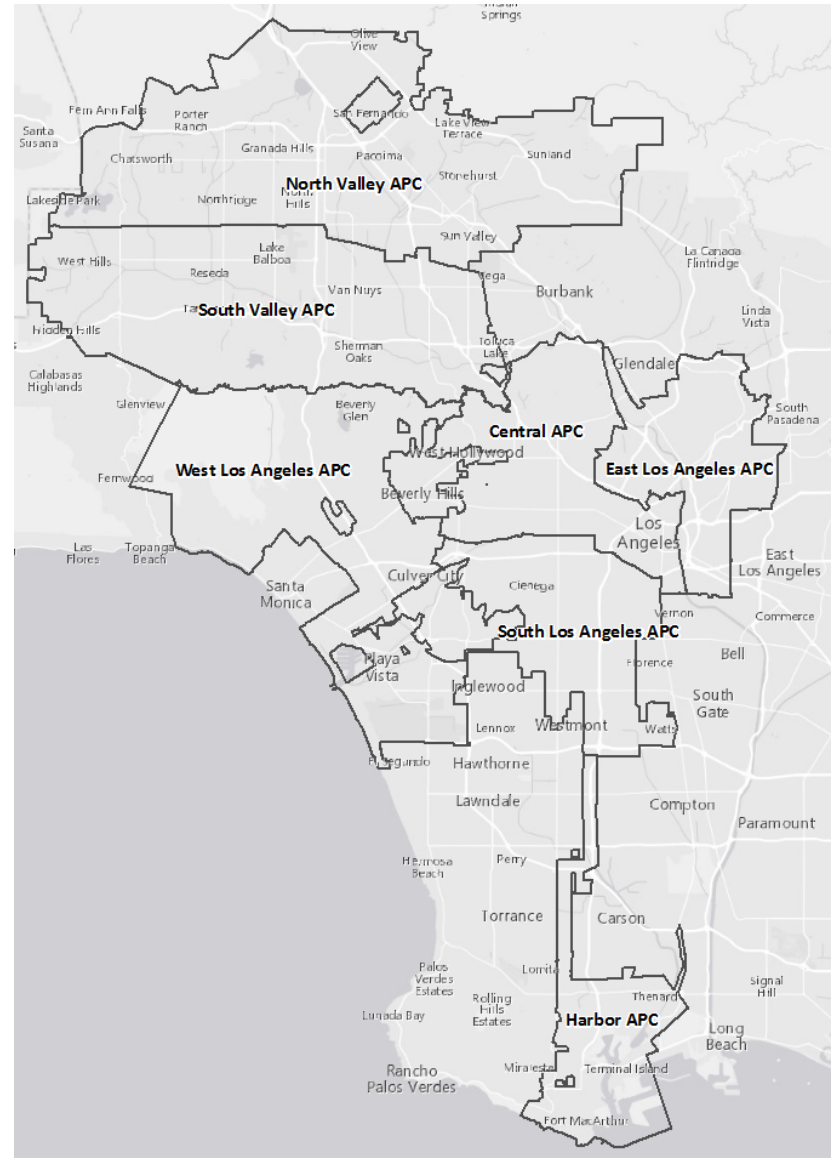 Springs
Olive
View
Fern Ann Falls
Porter
Ranch
San Fernando
Santa
Susana
Lake View
Terrace
Granada Hills
Chatsworth
Pacoima
Sunland
Stonehurst
North Valley APC
North
Hills
Northridge
Lakeside Park
Sun Valley
Lake
Balboa
La Canada
Flintridge
West Hills
Reseda
Vega
Van Nuys
Burbank
South Valley APC
Linda
Vista
Hidden Hills
Sherman
Oaks
Toluca
Lake
Glendale
Calabasas
Highlands
Glenview
Beverly
Glen
South
Pasadena
Central APC
West Hollywood
West Los Angeles APC
East Los Angeles APC
Fernwood
Beverly Hills
Los
Angeles
Las
Flores
Topanga
Beach
East
Los Angeles
Culver City
Santa
Monica
Cienega
Vernon
Commerce
South Los Angeles APC
Bell
Playa
Vista
Florence
Inglewood
South
Gate
Lennox
Westmont
Watts
El Segundo
Hawthorne
Lawndale
Compton
Paramount
Hermosa
Beach
Perry
Torrance
Carson
Palos
Verdes
Estates
Lomita
Signal
Hill
Rolling
Hills
Estates
Thenard
Lunada Bay
Harbor APC
Long
Beach
Rancho
Palos Verdes
Miraleste
Terminal Island
Fort MacArthur